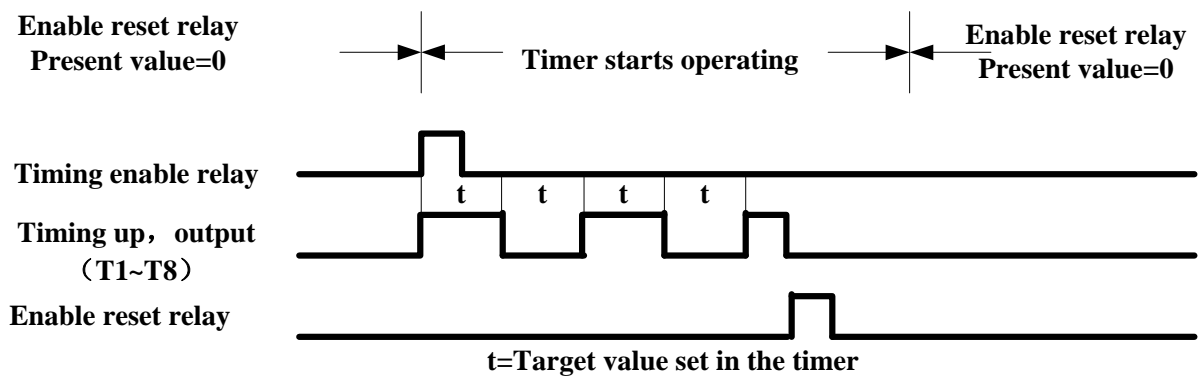 Enable reset relay
Present value=0
Timer starts operating
Enable reset relay
Present value=0
Timing enable relay
t t t t
Timing up，output
（T1~T8）
Enable reset relay
t=Target value set in the timer